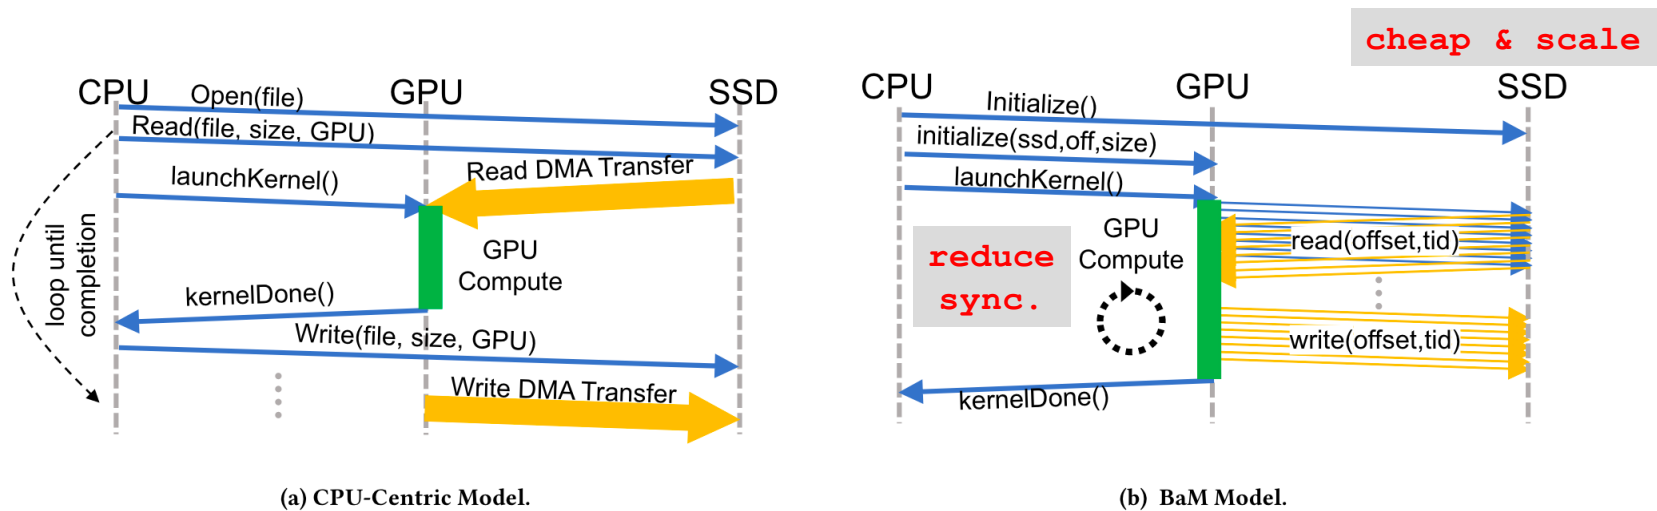 cheap & scale
CPU
GPU
SSD
Open(file)
Read(file, size, GPU)
Read DMA Transfer
launchKernel()
GPU
Compute
loop until
completion
kernelDone()
Write(file, size, GPU)
Write DMA Transfer
(a) CPU-Centric Model.
CPU
GPU
SSD
Initialize()
initialize(ssd,off,size)
launchKernel()
GPU
Compute
reduce
sync.
read(offset,tid)
write(offset,tid)
kernelDone()
(b) BaM Model.